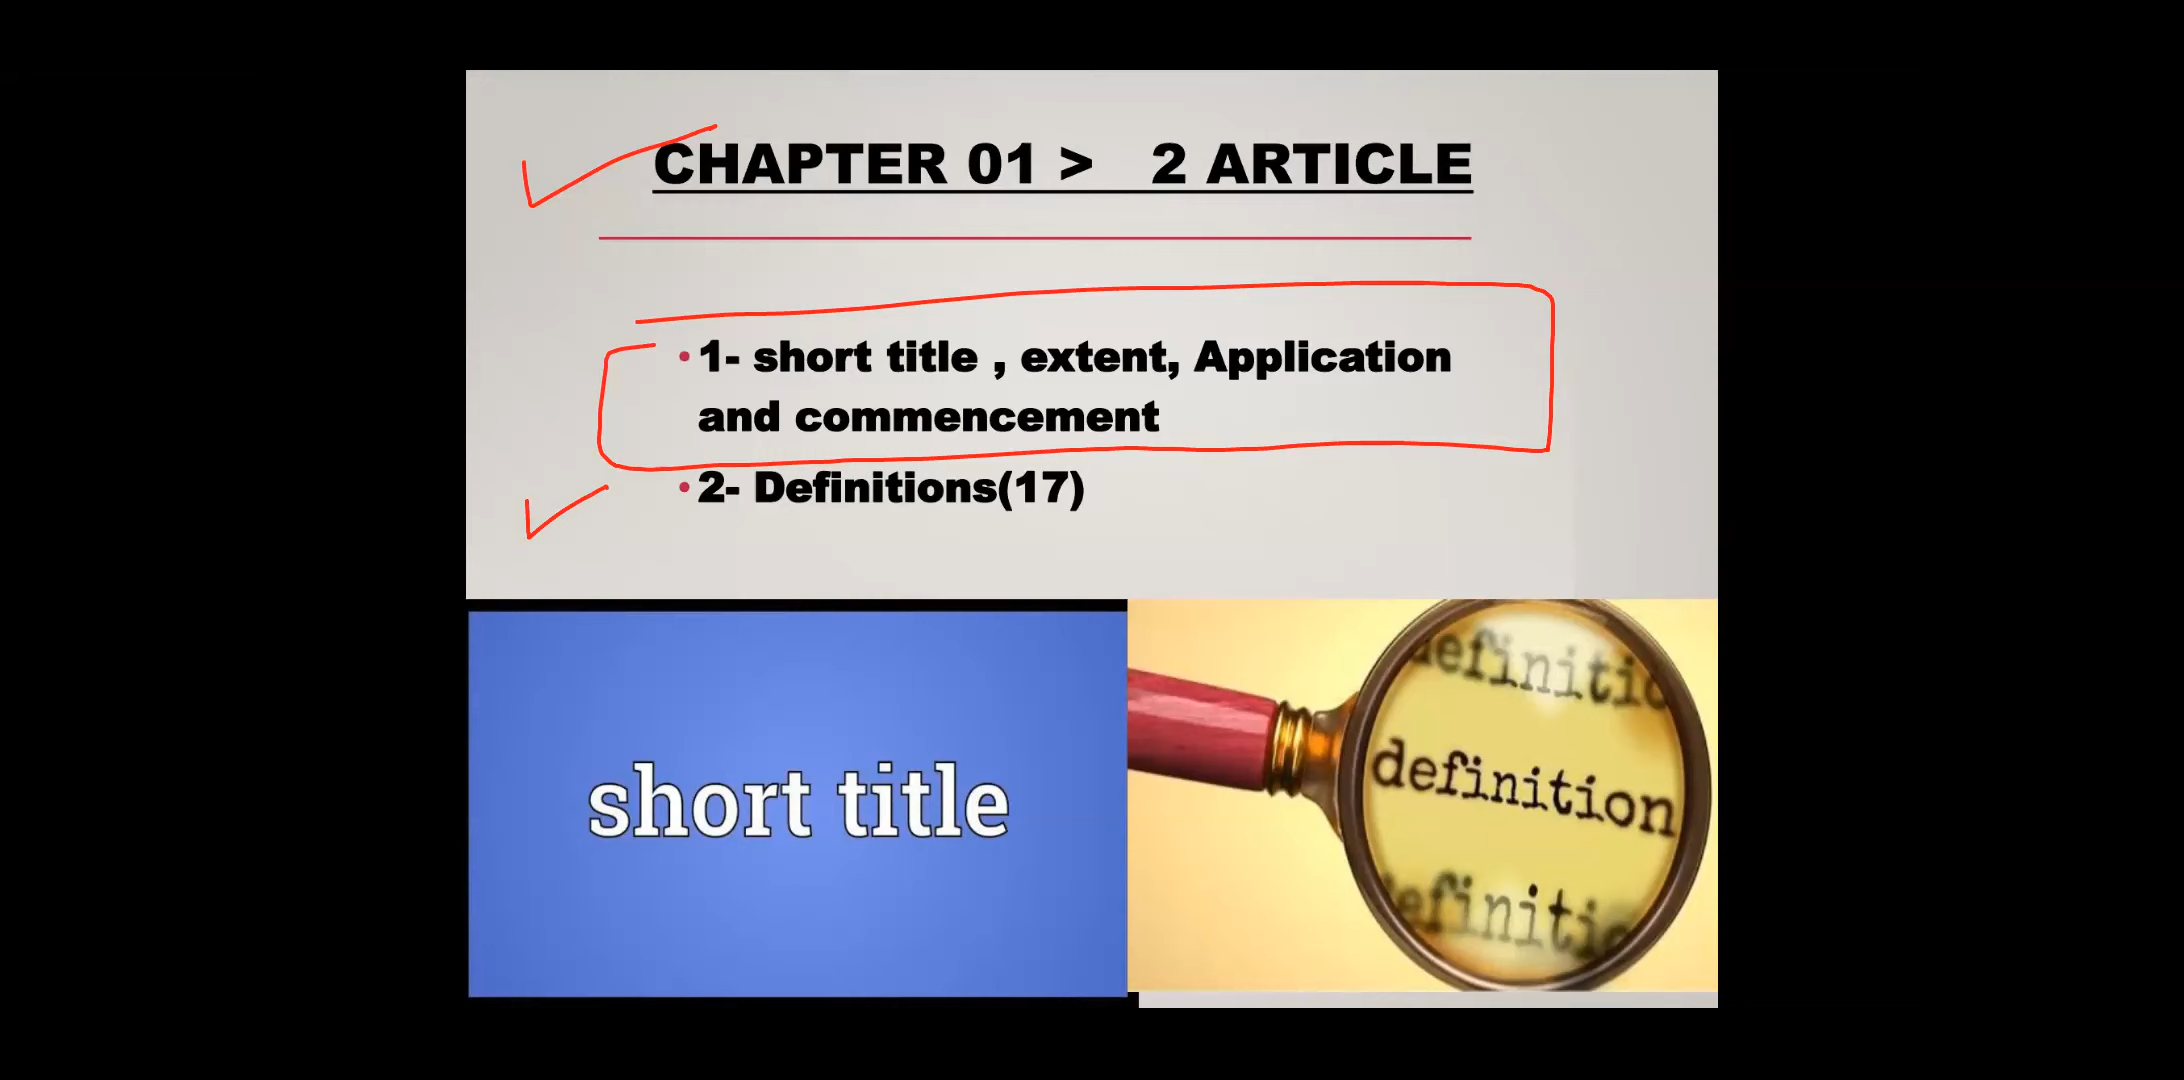 CHAPTER 01 > 2 ARTICLE
•1- short title , extent, Application
and commencement
•2- Definitions(17)
short title
definition